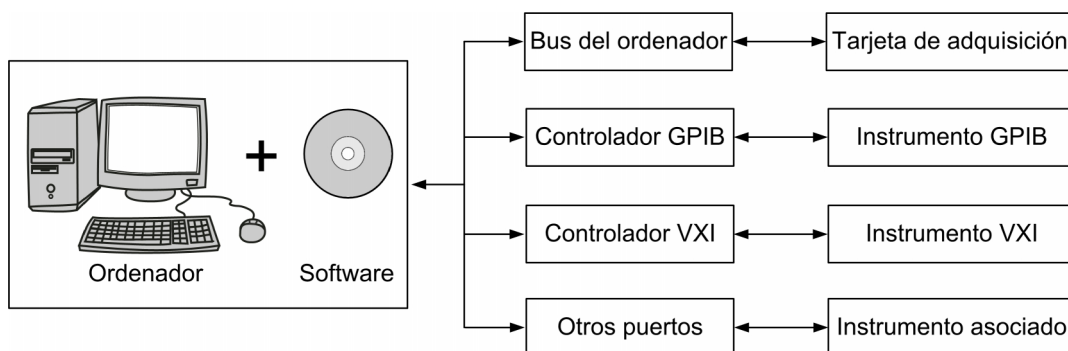 Bus del ordenador
Tarjeta de adquisición
Controlador GPIB
Instrumento GPIB
Controlador VXI
Instrumento VXI
Ordenador
Software
Otros puertos
Instrumento asociado